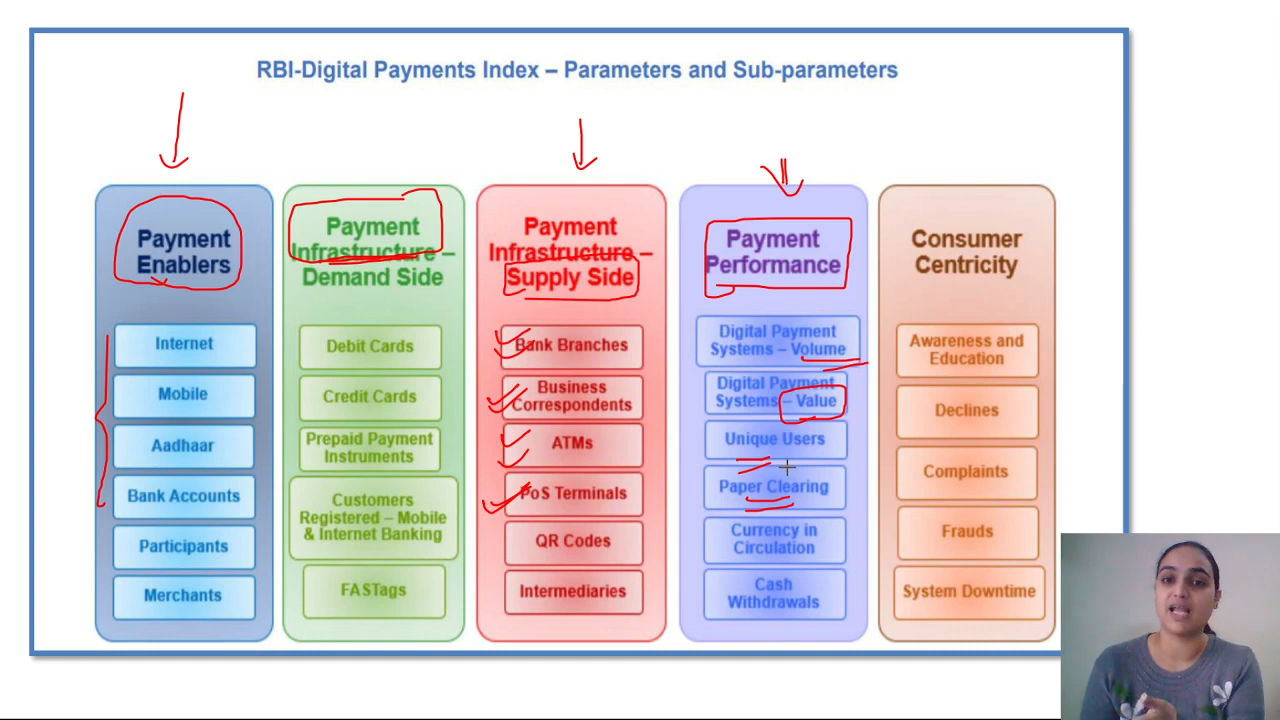 RBI-Digital Payments Index – Parameters and Sub-parameters
Payment
Enablers
Internet
Mobile
Aadhaar
Bank Accounts
Participants
Merchants
Payment
Infrastructure –
Demand Side
Debit Cards
Credit Cards
Prepaid Payment
Instruments
Customers
Registered – Mobile
& Internet Banking
FASTags
Payment
Infrastructure –
Supply Side
Bank Branches
Business
Correspondents
ATMs
PoS Terminals
QR Codes
Intermediaries
Payment
Performance
Digital Payment
Systems – Volume
Digital Payment
Systems – Value
Unique Users
Paper Clearing
Currency in
Circulation
Cash
Withdrawals
Consumer
Centricity
Awareness and
Education
Declines
Complaints
Frauds
System Downtime